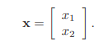 x = [ x₁
x₂ ] .